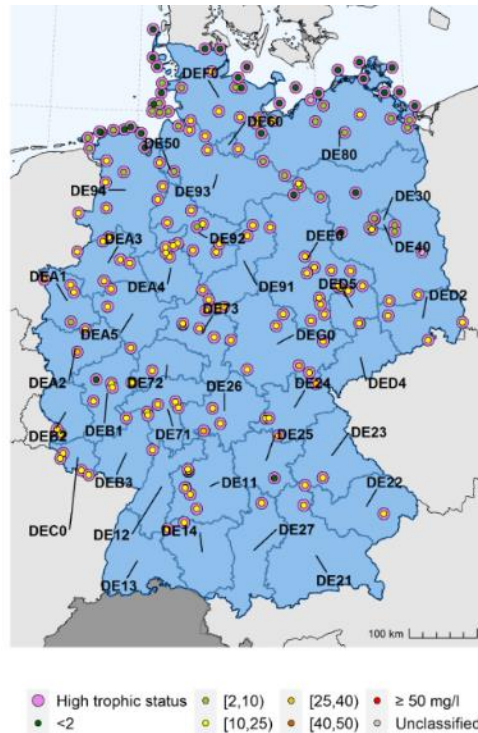 DEF0
DE60
DE50
DE80
DE94
DE93
DE30
DE92
DE40
DEA3
DEE0
DEA1
DEA4
DE91
DED5
DED2
DE73
DEA5
DEG0
DEA2
DE72
DE26
DE24
DED4
DEB2
DEB1
DE71
DE25
DE23
DEB3
DE11
DE22
DEC0
DE12
DE14
DE27
DE13
DE21
100 km
High trophic status [2,10) [25,40) ≥ 50 mg/l
<2 [10,25) [40,50) Unclassified